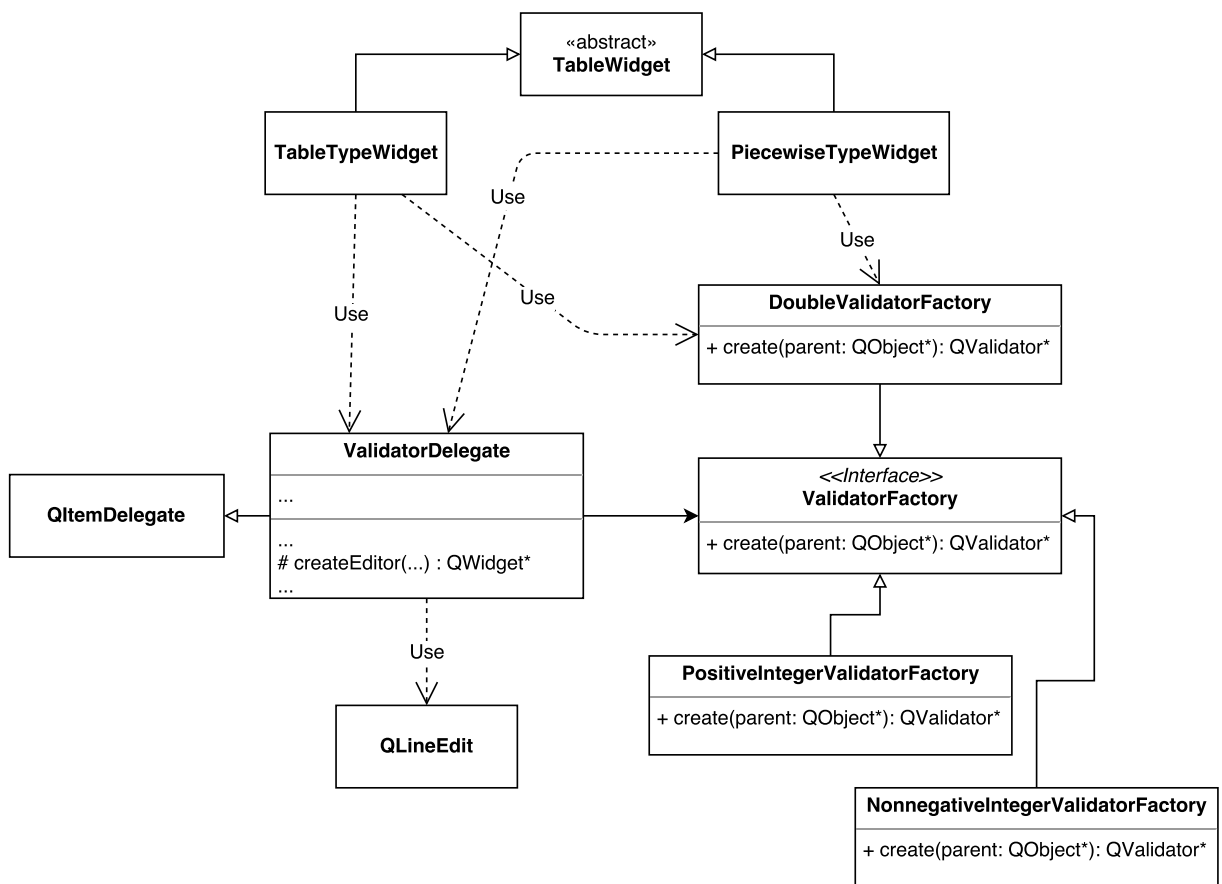 «abstract»
TableWidget
TableTypeWidget
PiecewiseTypeWidget
Use
Use
Use
Use
DoubleValidatorFactory
+ create(parent: QObject*): QValidator*
ValidatorDelegate
...
...
# createEditor(...) : QWidget*
...
QItemDelegate
<<Interface>>
ValidatorFactory
+ create(parent: QObject*): QValidator*
Use
PositiveIntegerValidatorFactory
+ create(parent: QObject*): QValidator*
QLineEdit
NonnegativeIntegerValidatorFactory
+ create(parent: QObject*): QValidator*